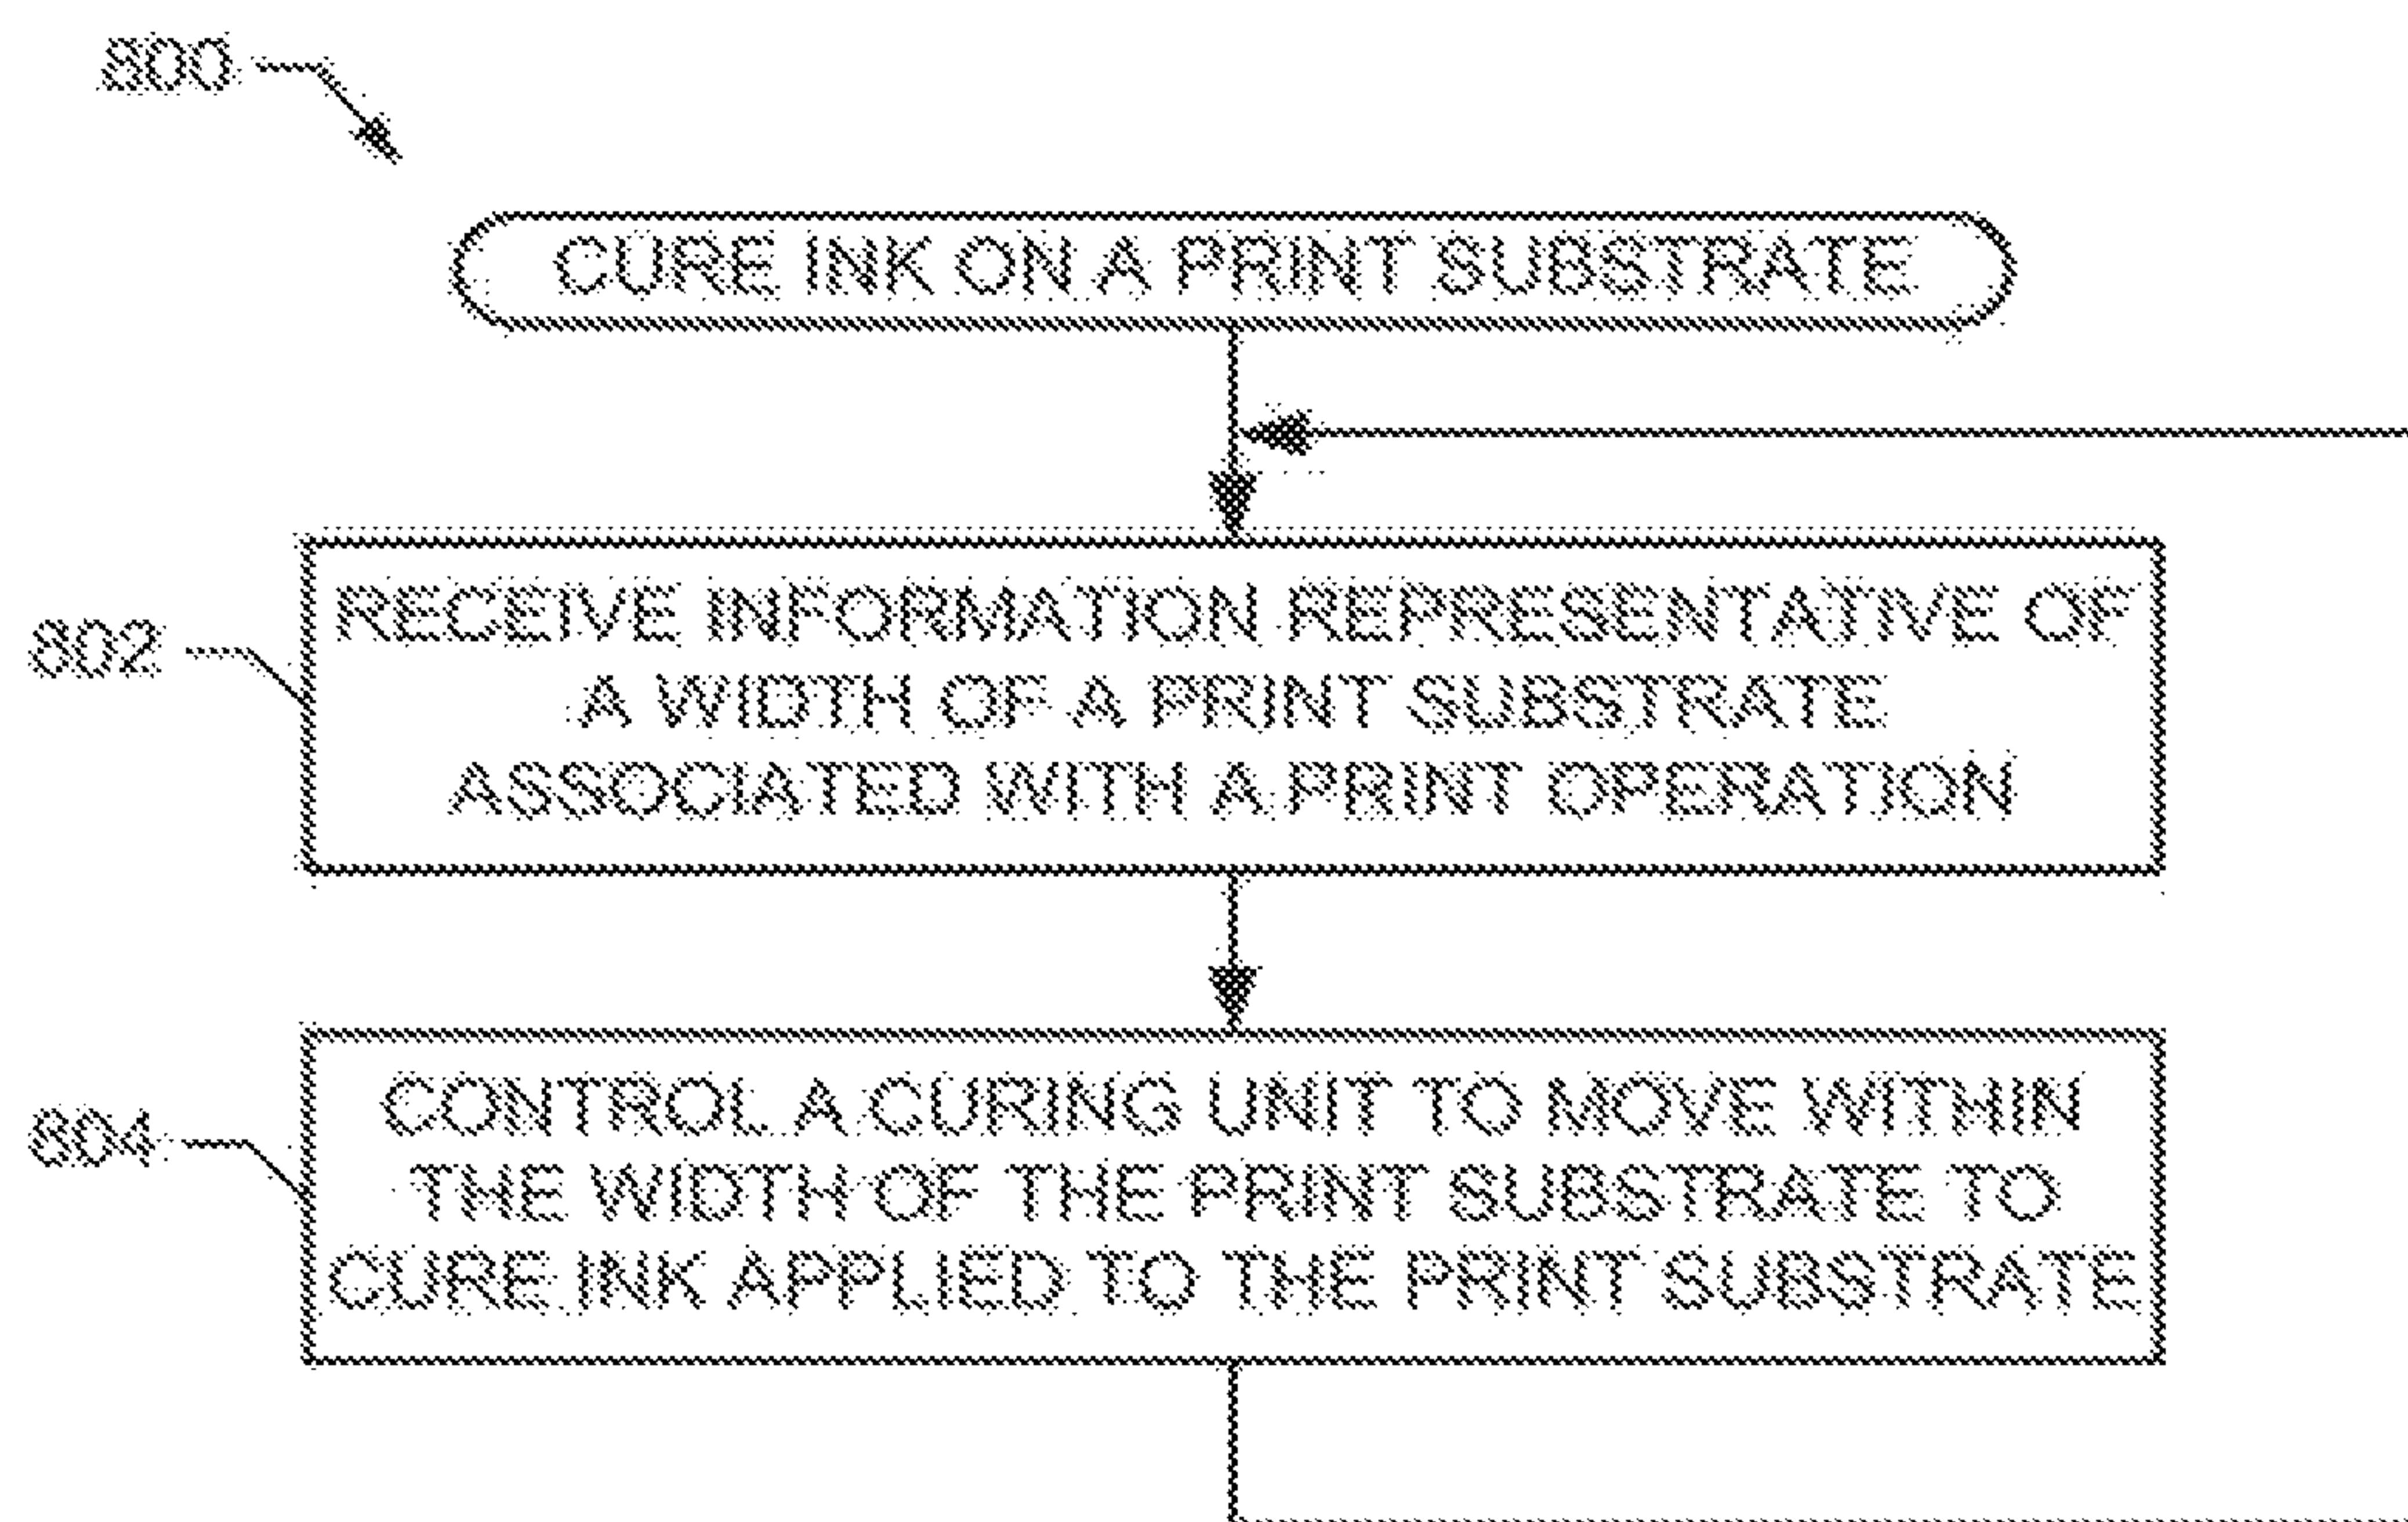 800
CURE INK ON A PRINT SUBSTRATE
802
RECEIVE INFORMATION REPRESENTATIVE OF
A WIDTH OF A PRINT SUBSTRATE
ASSOCIATED WITH A PRINT OPERATION
804
CONTROL A CURING UNIT TO MOVE WITHIN
THE WIDTH OF THE PRINT SUBSTRATE TO
CURE INK APPLIED TO THE PRINT SUBSTRATE